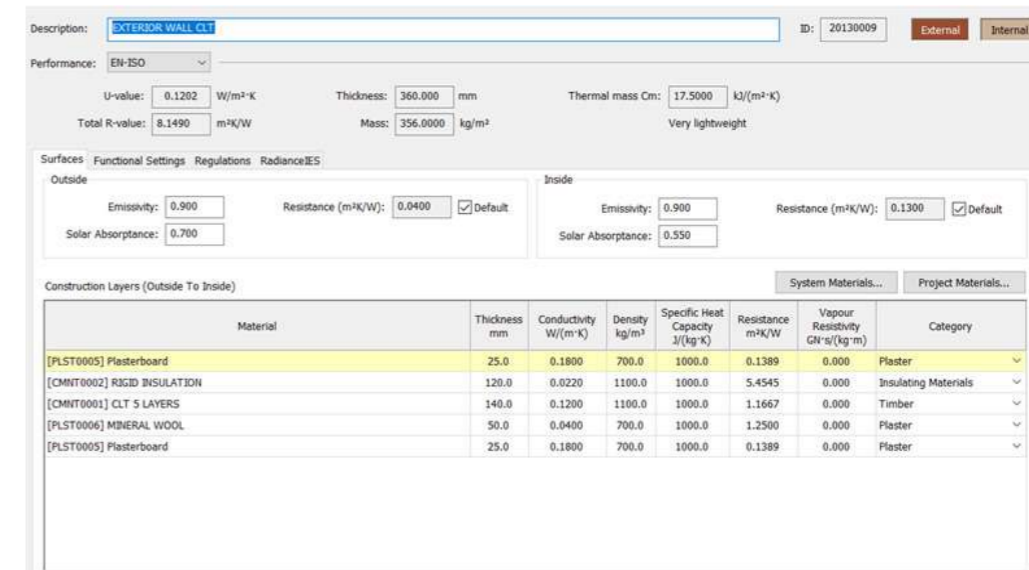 Description: EXTERIOR WALL CLT ID: 20130009 External Internal
Performance: EN-ISO
U-value: 0.1202 W/m²·K Thickness: 360.000 mm Thermal mass Cm: 17.5000 kJ/(m²·K)
Total R-value: 8.1490 m²K/W Mass: 356.0000 kg/m² Very lightweight
Surfaces Functional Settings Regulations RadianceIES
Outside Inside
Emissivity: 0.900 Resistance (m²K/W): 0.0400 Default Emissivity: 0.900 Resistance (m²K/W): 0.1300 Default
Solar Absorptance: 0.700 Solar Absorptance: 0.550
Construction Layers (Outside To Inside) System Materials... Project Materials...
Material Thickness mm Conductivity W/(m·K) Density kg/m³ Specific Heat Capacity J/(kg·K) Resistance m²K/W Vapour Resistivity GN·s/(kg·m) Category
[PLST0005] Plasterboard 25.0 0.1800 700.0 1000.0 0.1389 0.000 Plaster
[CMNT0002] RIGID INSULATION 120.0 0.0220 1100.0 1000.0 5.4545 0.000 Insulating Materials
[CMNT0001] CLT 5 LAYERS 140.0 0.1200 1100.0 1000.0 1.1667 0.000 Timber
[PLST0006] MINERAL WOOL 50.0 0.0400 700.0 1000.0 1.2500 0.000 Plaster
[PLST0005] Plasterboard 25.0 0.1800 700.0 1000.0 0.1389 0.000 Plaster